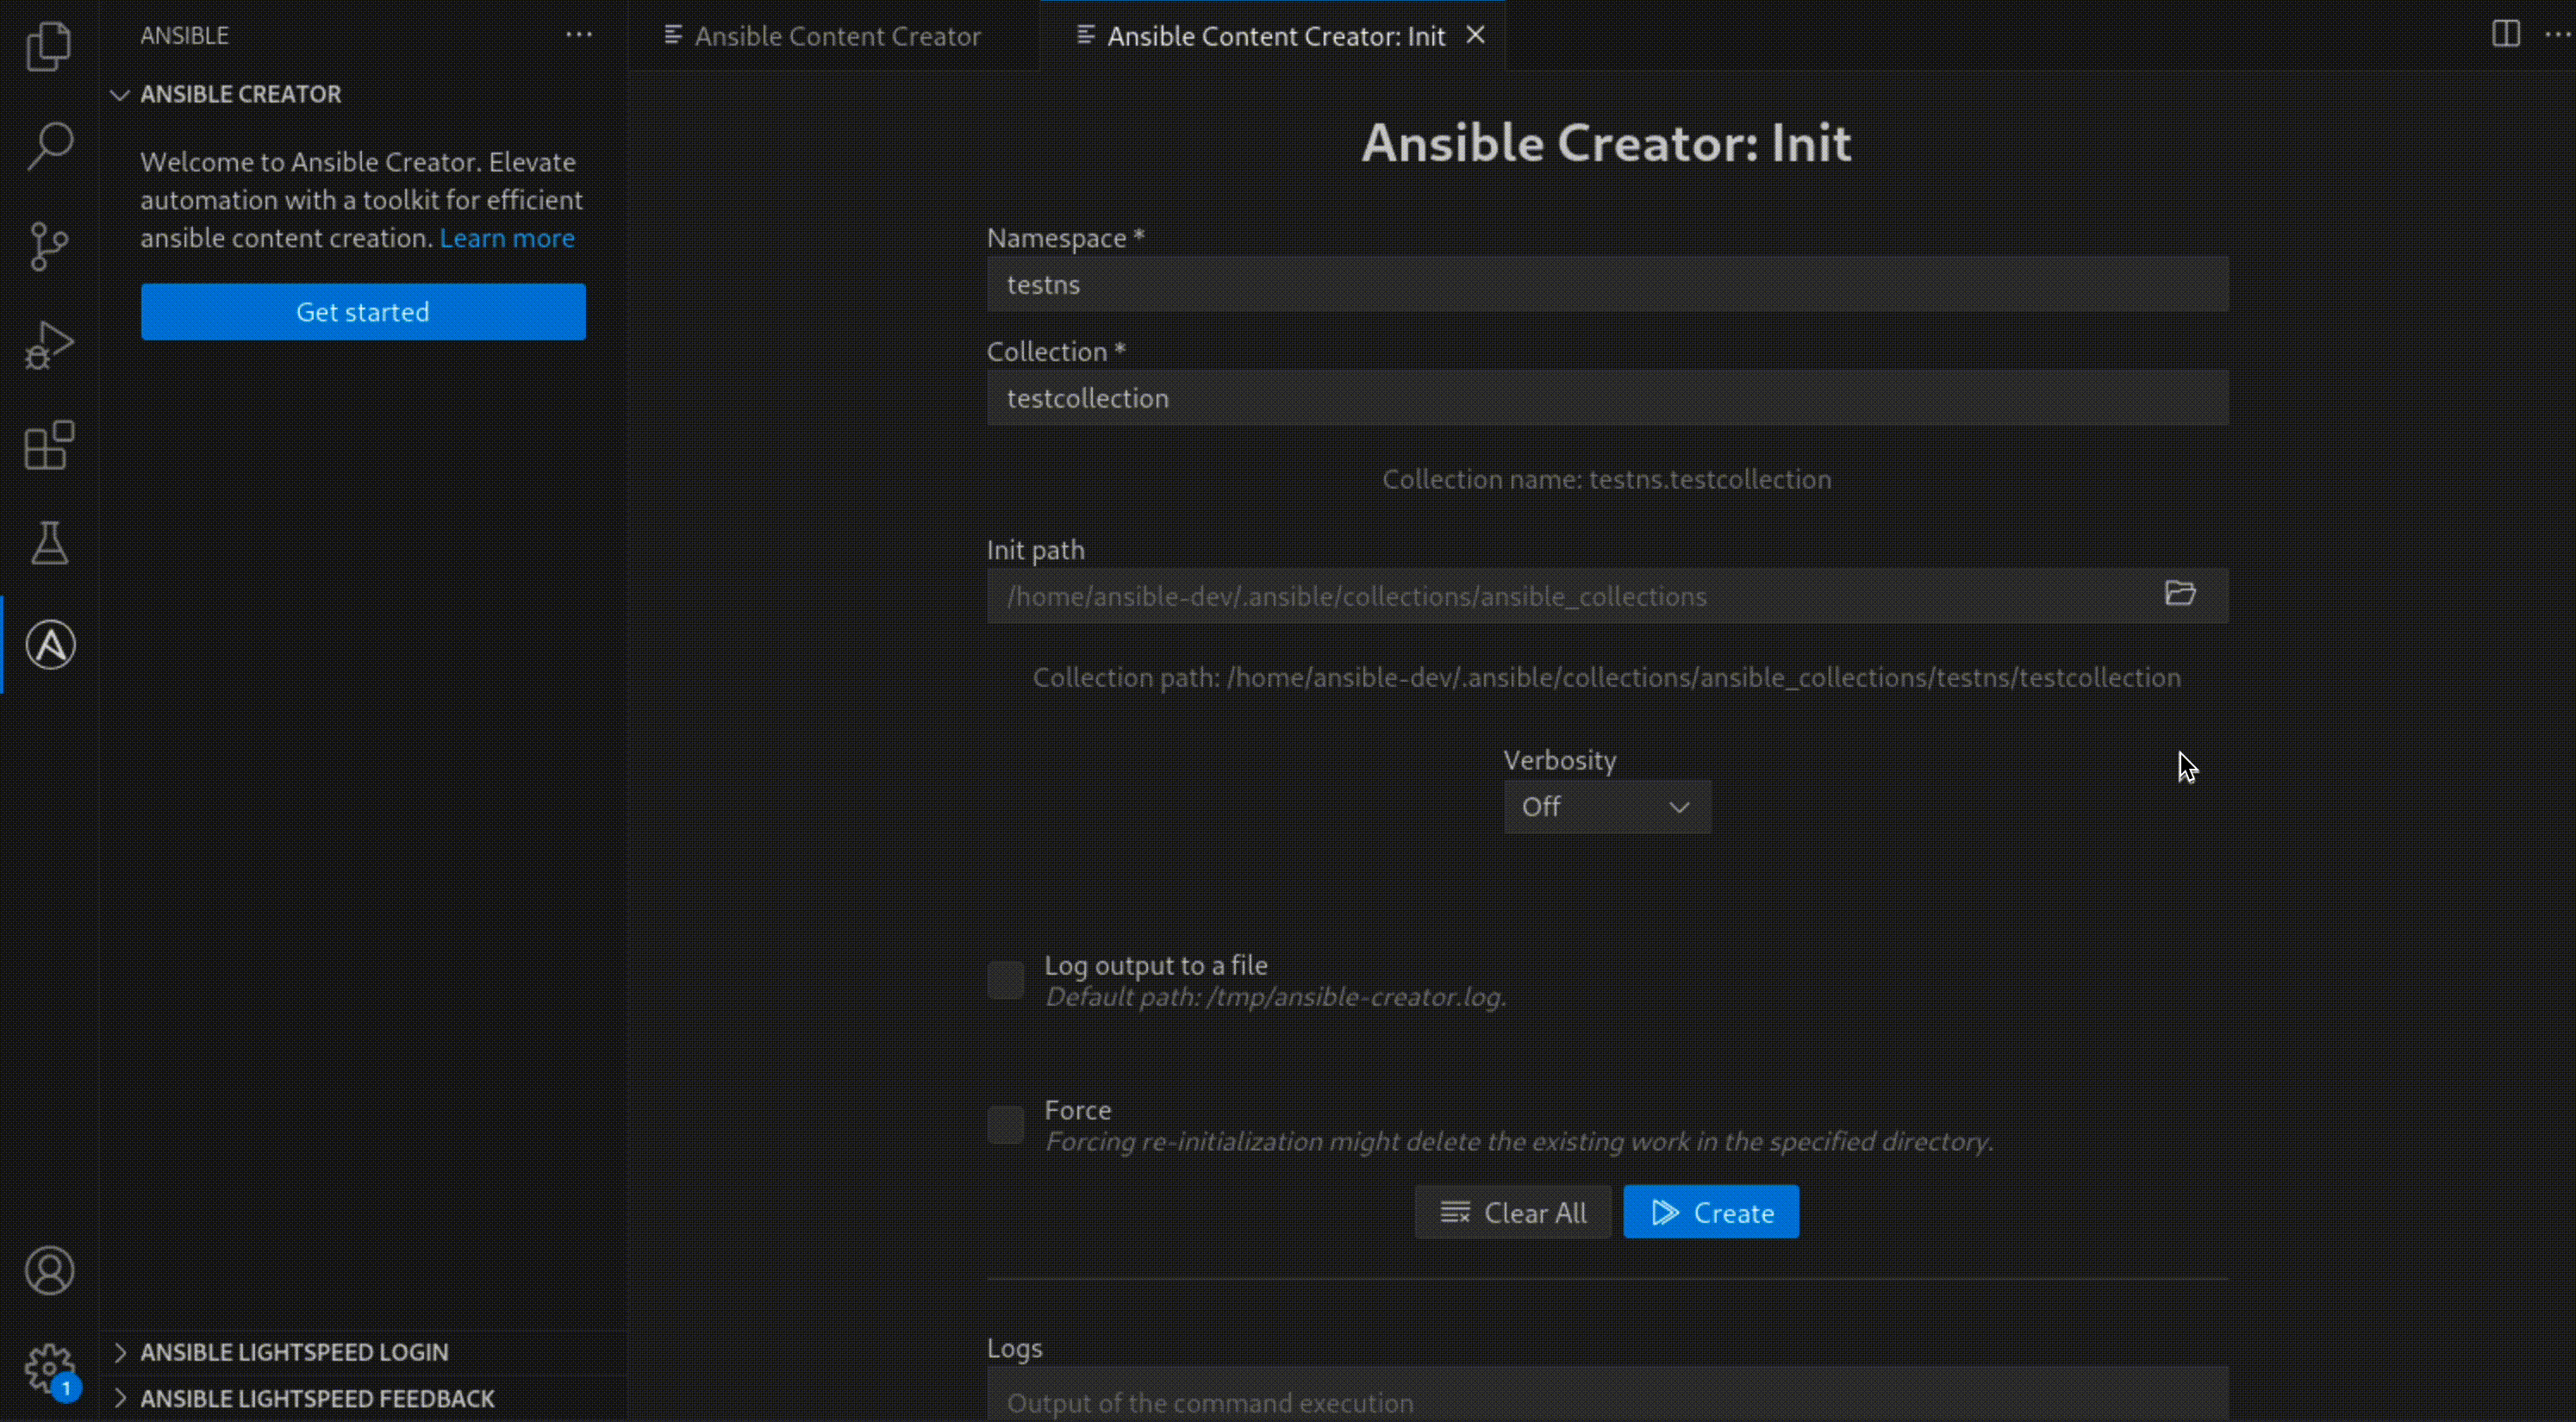 ANSIBLE
ANSIBLE CREATOR
Welcome to Ansible Creator. Elevate
automation with a toolkit for efficient
ansible content creation. Learn more
Get started
ANSIBLE LIGHTSPEED LOGIN
ANSIBLE LIGHTSPEED FEEDBACK
1
Ansible Content Creator
Ansible Content Creator: Init
Ansible Creator: Init
Namespace *
testns
Collection *
testcollection
Collection name: testns.testcollection
Init path
/home/ansible-dev/.ansible/collections/ansible_collections
Collection path: /home/ansible-dev/.ansible/collections/ansible_collections/testns/testcollection
Verbosity
Off
Log output to a file
Default path: /tmp/ansible-creator.log.
Force
Forcing re-initialization might delete the existing work in the specified directory.
Clear All
Create
Logs
Output of the command execution